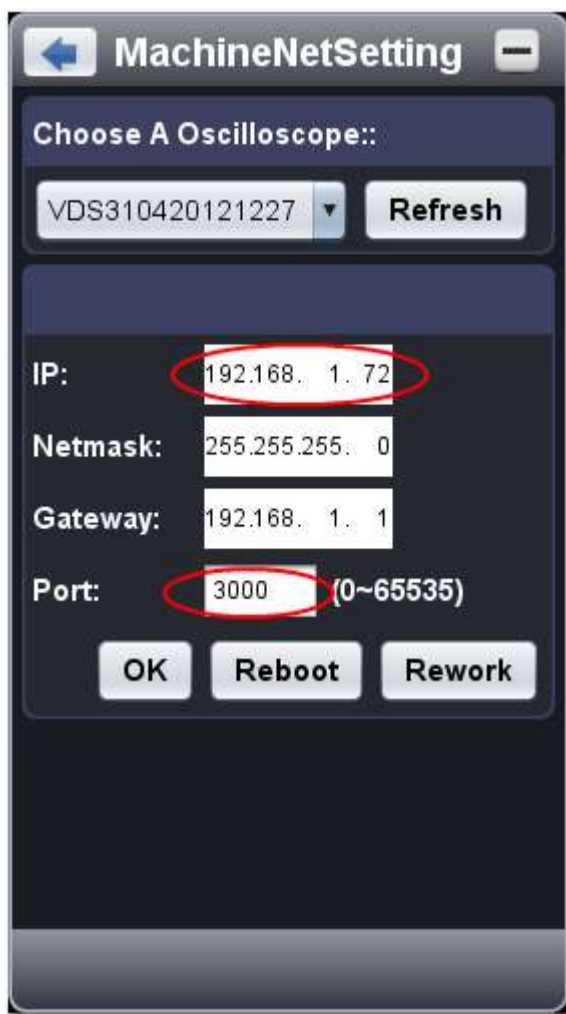 MachineNetSetting
Choose A Oscilloscope::
VDS310420121227 Refresh
IP: 192.168. 1. 72
Netmask: 255.255.255. 0
Gateway: 192.168. 1. 1
Port: 3000 (0~65535)
OK Reboot Rework